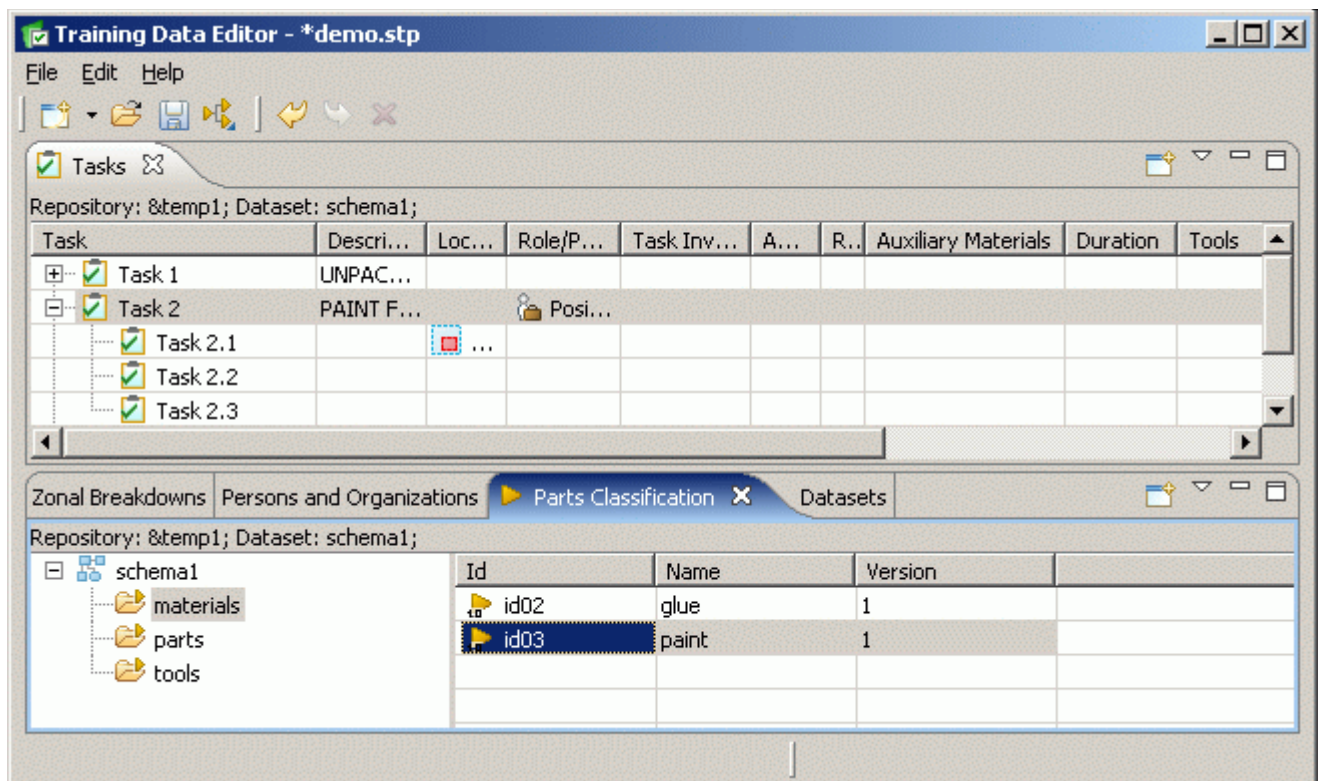 Training Data Editor - *demo.stp
File Edit Help
Tasks
Repository: &temp1; Dataset: schema1;
Task Descri... Loc... Role/P... Task Inv... A... R.. Auxiliary Materials Duration Tools
Task 1 UNPAC...
Task 2 PAINT F... Posi...
Task 2.1 ...
Task 2.2
Task 2.3
Zonal Breakdowns Persons and Organizations Parts Classification Datasets
Repository: &temp1; Dataset: schema1;
schema1 Id Name Version
materials id02 glue 1
parts id03 paint 1
tools